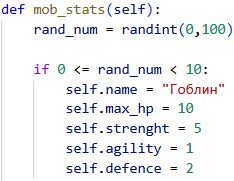 def mob_stats(self):
    rand_num = randint(0,100)

    if 0 <= rand_num < 10:
        self.name = "Гоблин"
        self.max_hp = 10
        self.strenght = 5
        self.agility = 1
        self.defence = 2